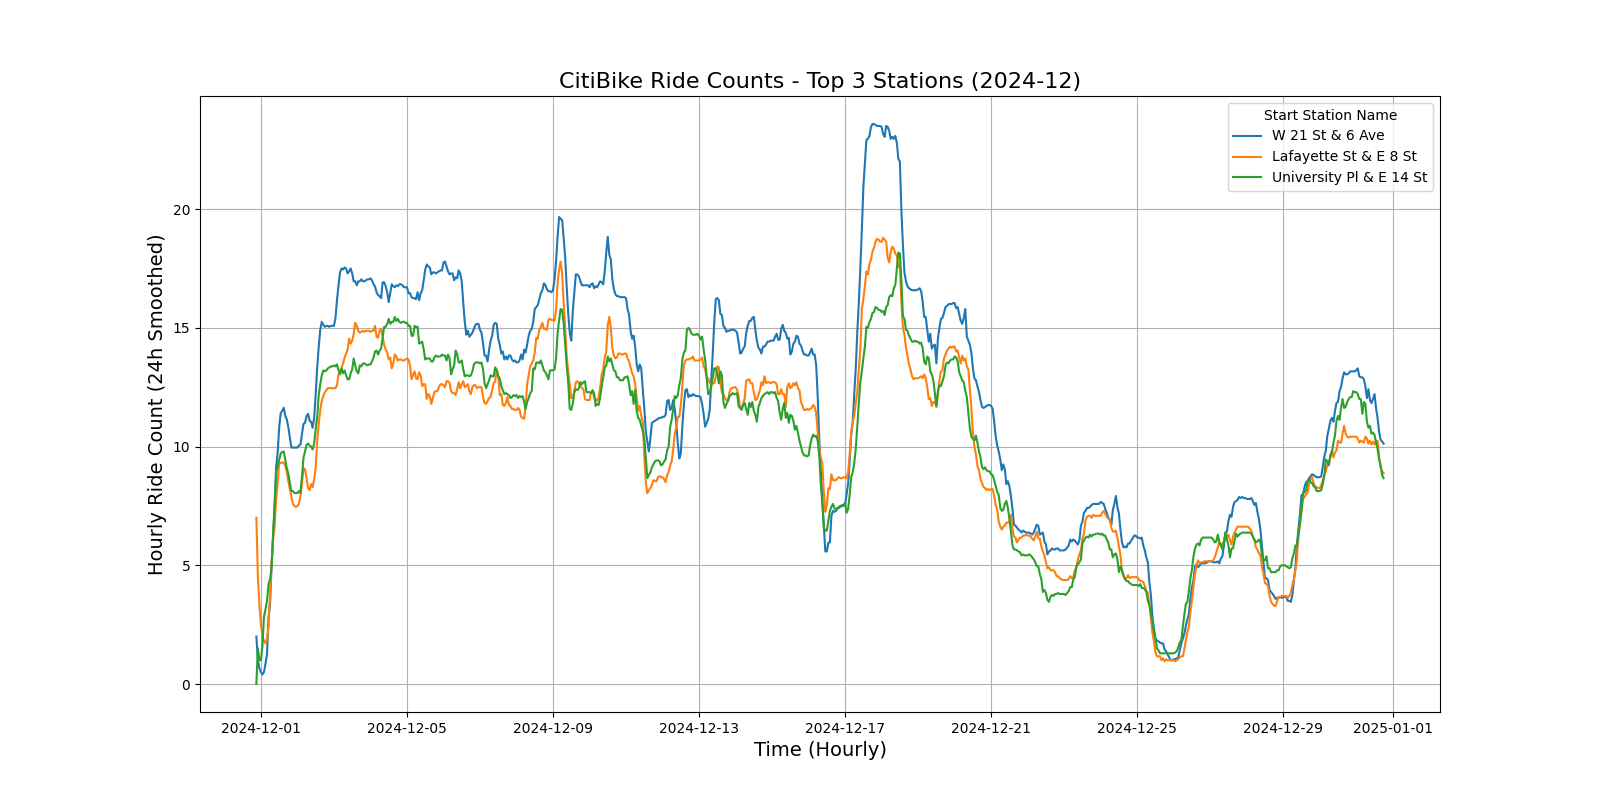 CitiBike Ride Counts - Top 3 Stations (2024-12)
Start Station Name
W 21 St & 6 Ave
Lafayette St & E 8 St
University Pl & E 14 St
Hourly Ride Count (24h Smoothed)
20
15
10
5
0
2024-12-01 2024-12-05 2024-12-09 2024-12-13 2024-12-17 2024-12-21 2024-12-25 2024-12-29 2025-01-01
Time (Hourly)